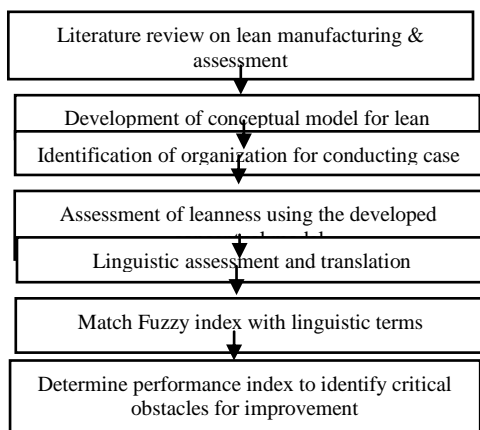 Literature review on lean manufacturing &
assessment
Development of conceptual model for lean
Identification of organization for conducting case
Assessment of leanness using the developed
Linguistic assessment and translation
Match Fuzzy index with linguistic terms
Determine performance index to identify critical
obstacles for improvement